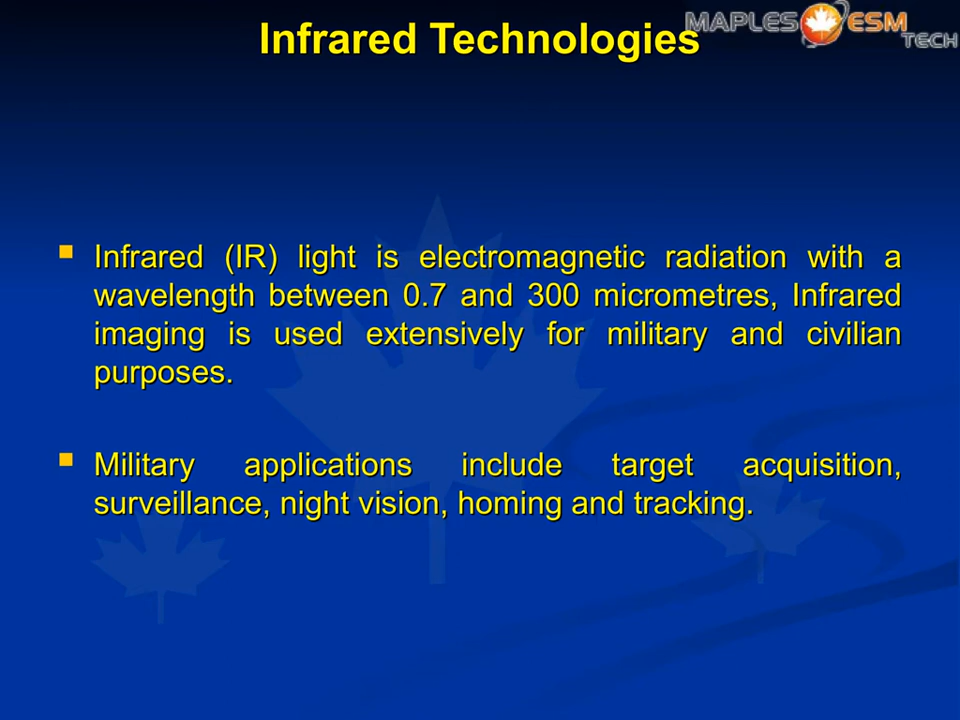 Infrared Technologies
MAPLES ESM
TECH
Infrared (IR) light is electromagnetic radiation with a
wavelength between 0.7 and 300 micrometres, Infrared
imaging is used extensively for military and civilian
purposes.
Military applications include target acquisition,
surveillance, night vision, homing and tracking.